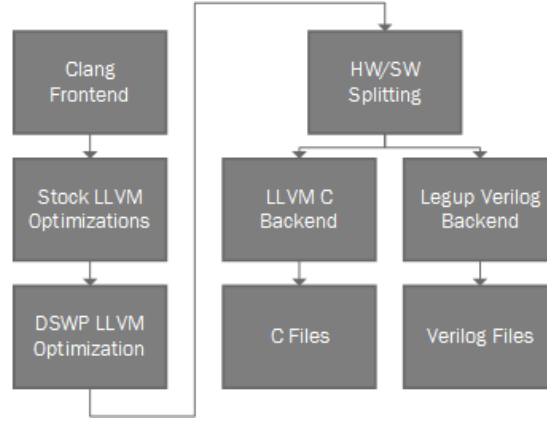 Clang
Frontend
Stock LLVM
Optimizations
DSWP LLVM
Optimization
HW/SW
Splitting
LLVM C
Backend
C Files
Legup Verilog
Backend
Verilog Files